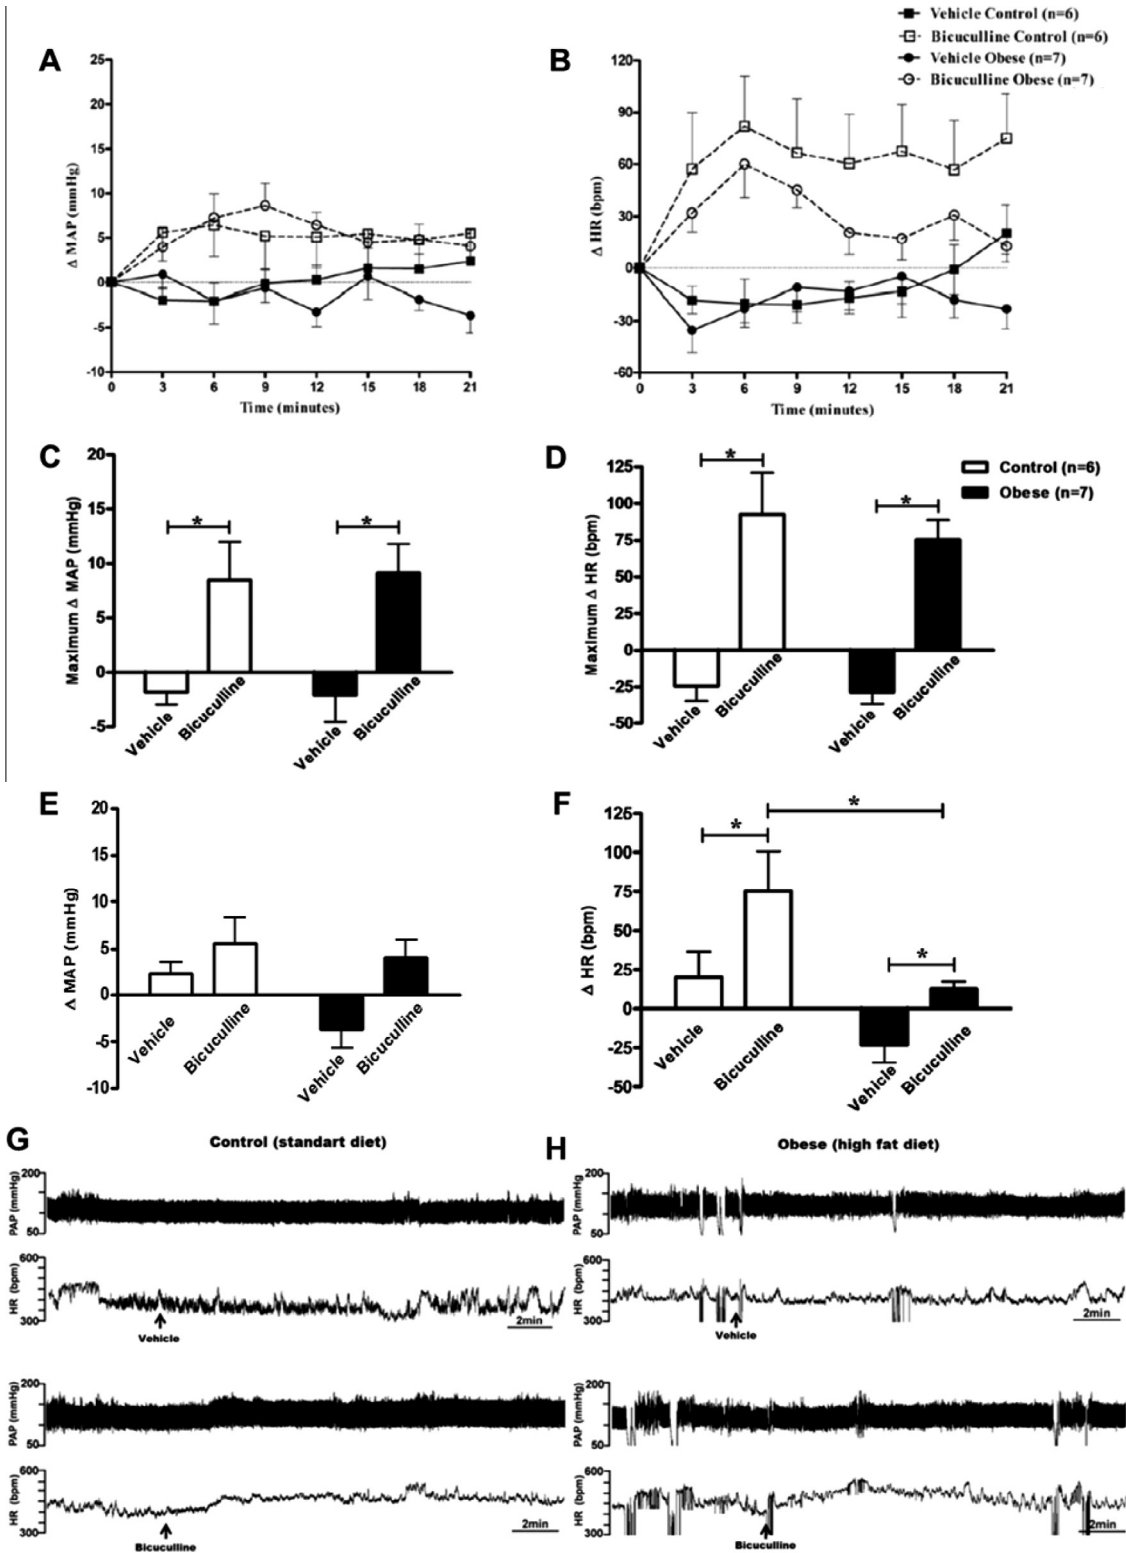 Vehicle Control (n=6)
Bicuculline Control (n=6)
Vehicle Obese (n=7)
Bicuculline Obese (n=7)
A
Δ MAP (mmHg)
25
20
15
10
5
0
-5
-10
0 3 6 9 12 15 18 21
Time (minutes)
B
Δ HR (bpm)
120
90
60
30
0
-30
-60
0 3 6 9 12 15 18 21
Time (minutes)
C
Maximum Δ MAP (mmHg)
20
15
10
5
0
-5
* *
Vehicle Bicuculline Vehicle Bicuculline
D
Maximum Δ HR (bpm)
125
100
75
50
25
0
-25
-50
* *
Vehicle Bicuculline Vehicle Bicuculline
Control (n=6)
Obese (n=7)
E
Δ MAP (mmHg)
20
15
10
5
0
-5
-10
Vehicle Bicuculline Vehicle Bicuculline
F
Δ HR (bpm)
125
100
75
50
25
0
-25
-50
* * *
Vehicle Bicuculline Vehicle Bicuculline
G
Control (standart diet)
PAP (mmHg)
200
50
HR (bpm)
600
300
2min
Vehicle
PAP (mmHg)
200
50
HR (bpm)
600
300
2min
Bicuculline
H
Obese (high fat diet)
PAP (mmHg)
200
50
HR (bpm)
600
300
2min
Vehicle
PAP (mmHg)
200
50
HR (bpm)
600
300
2min
Bicuculline